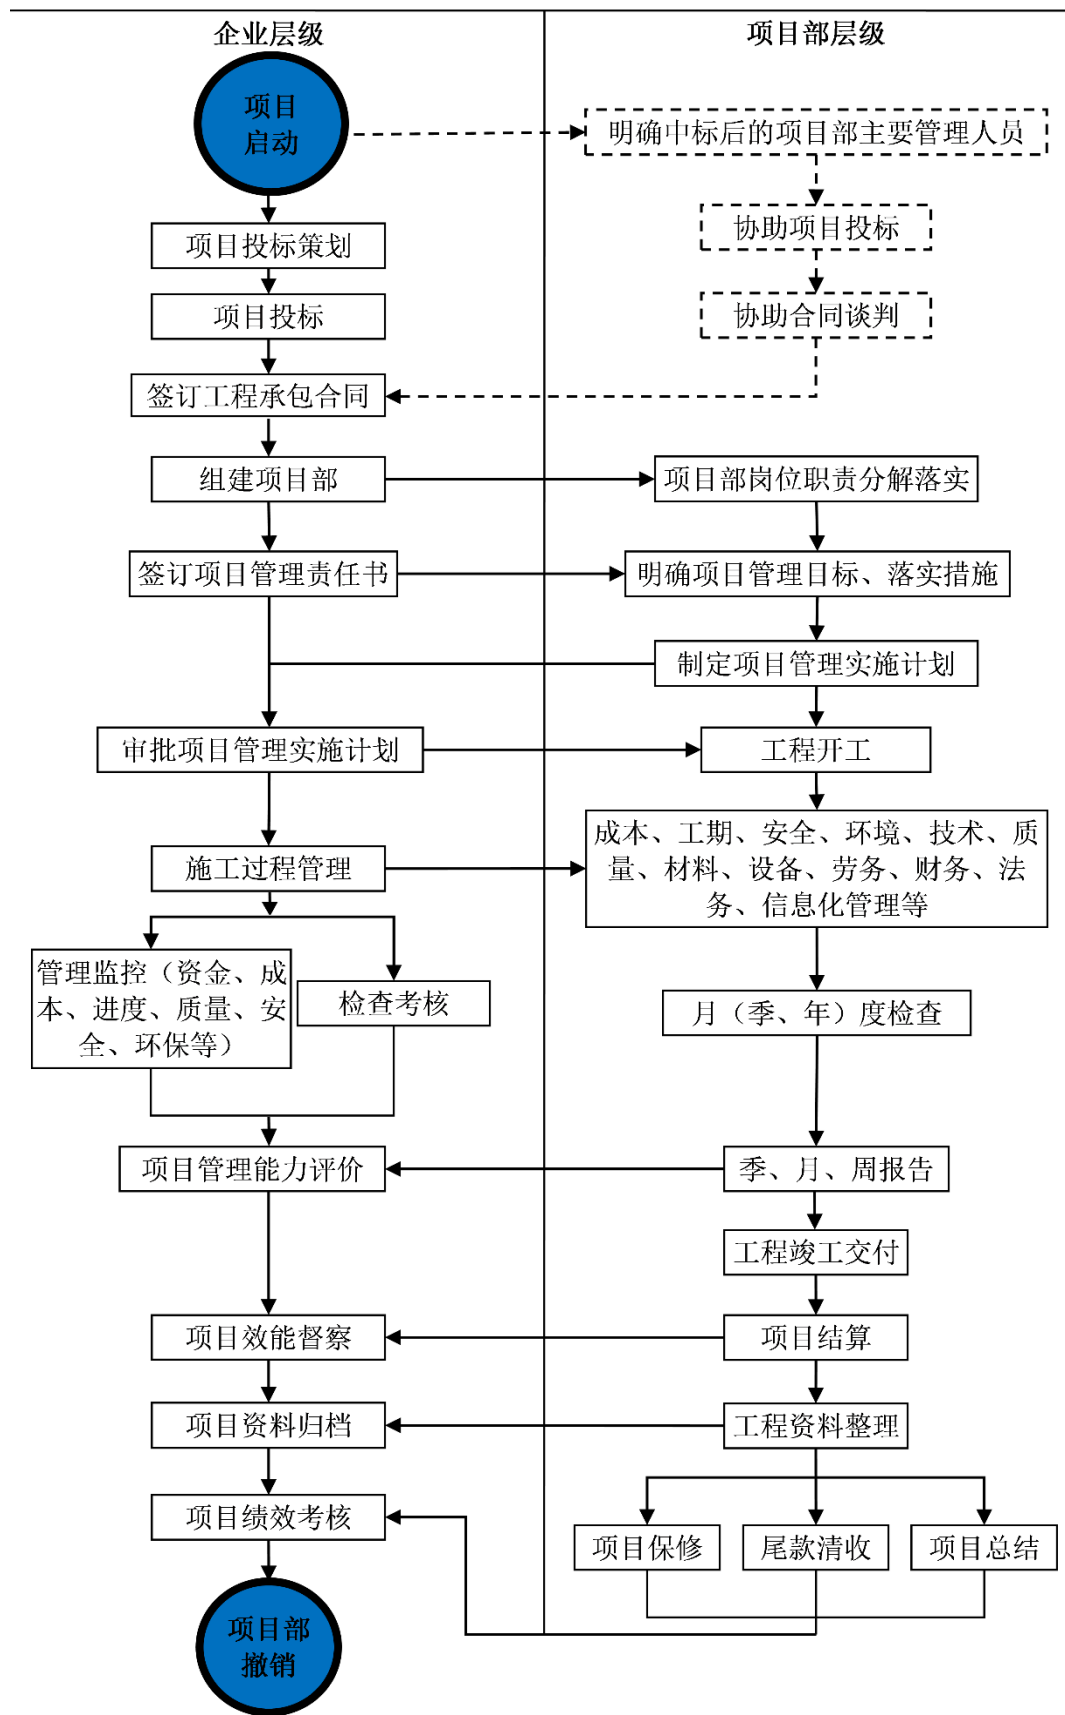 企业层级
项目部层级
项目
启动
明确中标后的项目部主要管理人员
项目投标策划
协助项目投标
项目投标
协助合同谈判
签订工程承包合同
组建项目部
项目部岗位职责分解落实
签订项目管理责任书
明确项目管理目标、落实措施
制定项目管理实施计划
审批项目管理实施计划
工程开工
施工过程管理
成本、工期、安全、环境、技术、质
量、材料、设备、劳务、财务、法
务、信息化管理等
管理监控（资金、成
本、进度、质量、安
全、环保等）
检查考核
月（季、年）度检查
项目管理能力评价
季、月、周报告
工程竣工交付
项目效能督察
项目结算
项目资料归档
工程资料整理
项目绩效考核
项目保修
尾款清收
项目总结
项目部
撤销